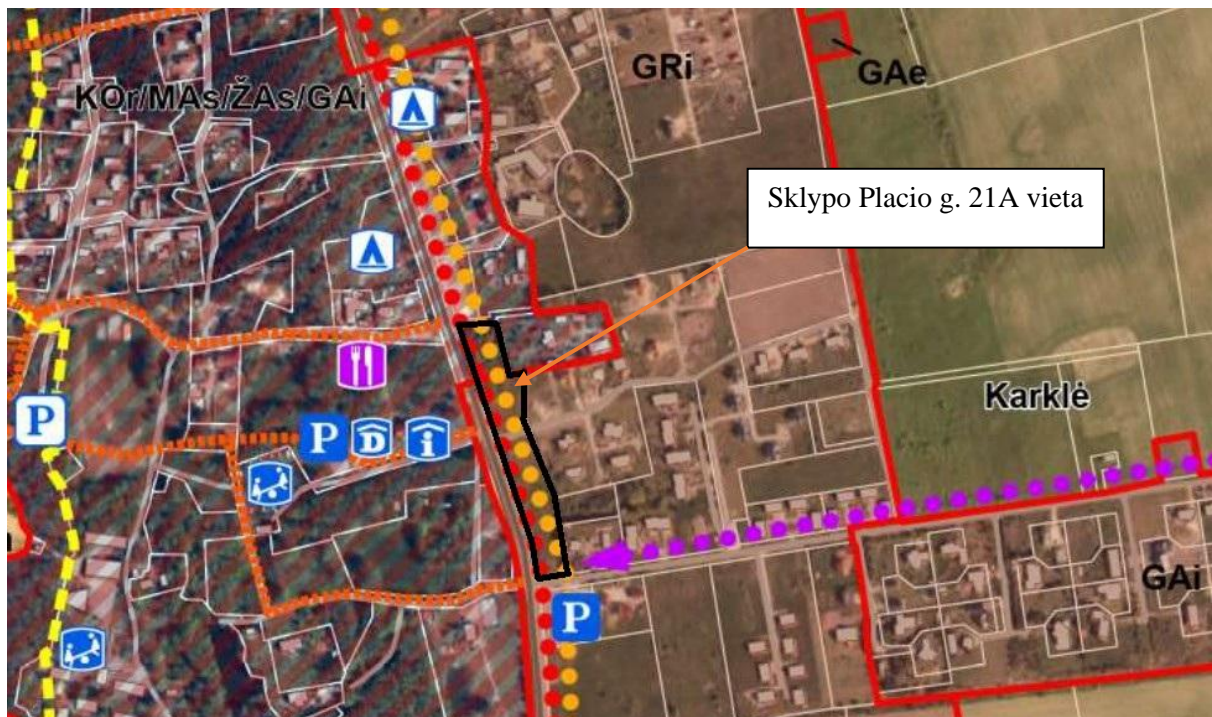 GRi
GAe
KOr/MAs/ŽAs/GAi
Sklypo Placio g. 21A vieta
Karklė
P
P
D
i
GAi
P